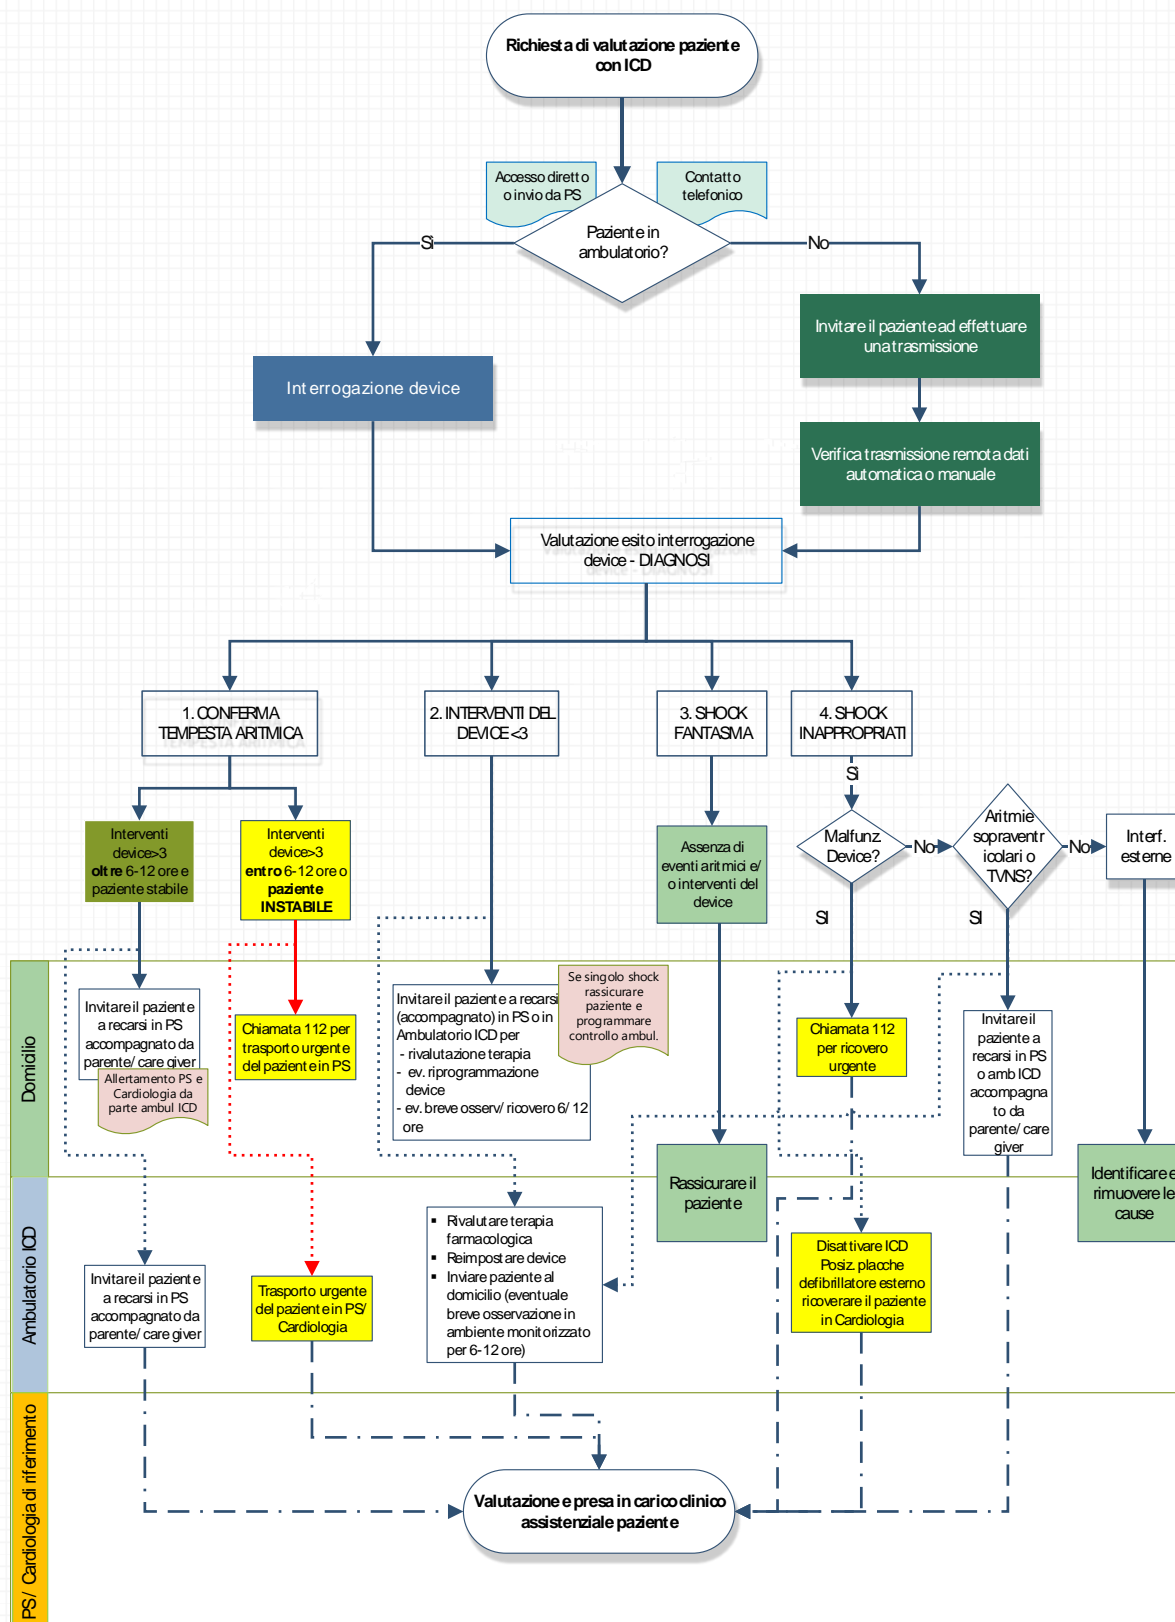 Richiesta di valutazione paziente
con ICD
Accesso diretto
o invio da PS
Contatto
telefonico
Paziente in
ambulatorio?
Sì
No
Invitare il paziente ad effettuare
una trasmissione
Interrogazione device
Verifica trasmissione remota dati
automatica o manuale
Valutazione esito interrogazione
device - DIAGNOSI
1. CONFERMA
TEMPESTA ARITMICA
2. INTERVENTI DEL
DEVICE <3
3. SHOCK
FANTASMA
4. SHOCK
INAPPROPRIATI
Sì
Interventi
device>3
oltre 6-12 ore e
paziente stabile
Interventi
device>3
entro 6-12 ore o
paziente
INSTABILE
Assenza di
eventi aritmici e/
o interventi del
device
Malfunz.
Device?
No
Aritmie
sopraventr
icolari o
TVNS?
No
Interf.
esterne
SI
SI
Domicilio
Invitare il paziente
a recarsi in PS
accompagnato da
parente/ care giver
Allertamento PS e
Cardiologia da
parte ambul ICD
Chiamata 112 per
trasporto urgente
del paziente in PS
Invitare il paziente a recarsi
(accompagnato) in PS o in
Ambulatorio ICD per
- rivalutazione terapia
- ev. riprogrammazione
device
- ev. breve osserv/ ricovero 6/ 12
ore
Se singolo shock
rassicurare
paziente e
programmare
controllo ambul.
Chiamata 112
per ricovero
urgente
Invitare il
paziente a
recarsi in PS
o amb ICD
accompagna
to da
parente/ care
giver
Rassicurare il
paziente
Identificare e
rimuovere le
cause
Ambulatorio ICD
Invitare il paziente
a recarsi in PS
accompagnato da
parente/ care giver
Trasporto urgente
del paziente in PS/
Cardiologia
▪ Rivalutare terapia
farmacologica
▪ Reimpostare device
▪ Inviare paziente al
domicilio (eventuale
breve osservazione in
ambiente monitorizzato
per 6-12 ore)
Disattivare ICD
Posiz. placche
defibrillatore esterno
ricoverare il paziente
in Cardiologia
PS/ Cardiologia di riferimento
Valutazione e presa in carico clinico
assistenziale paziente